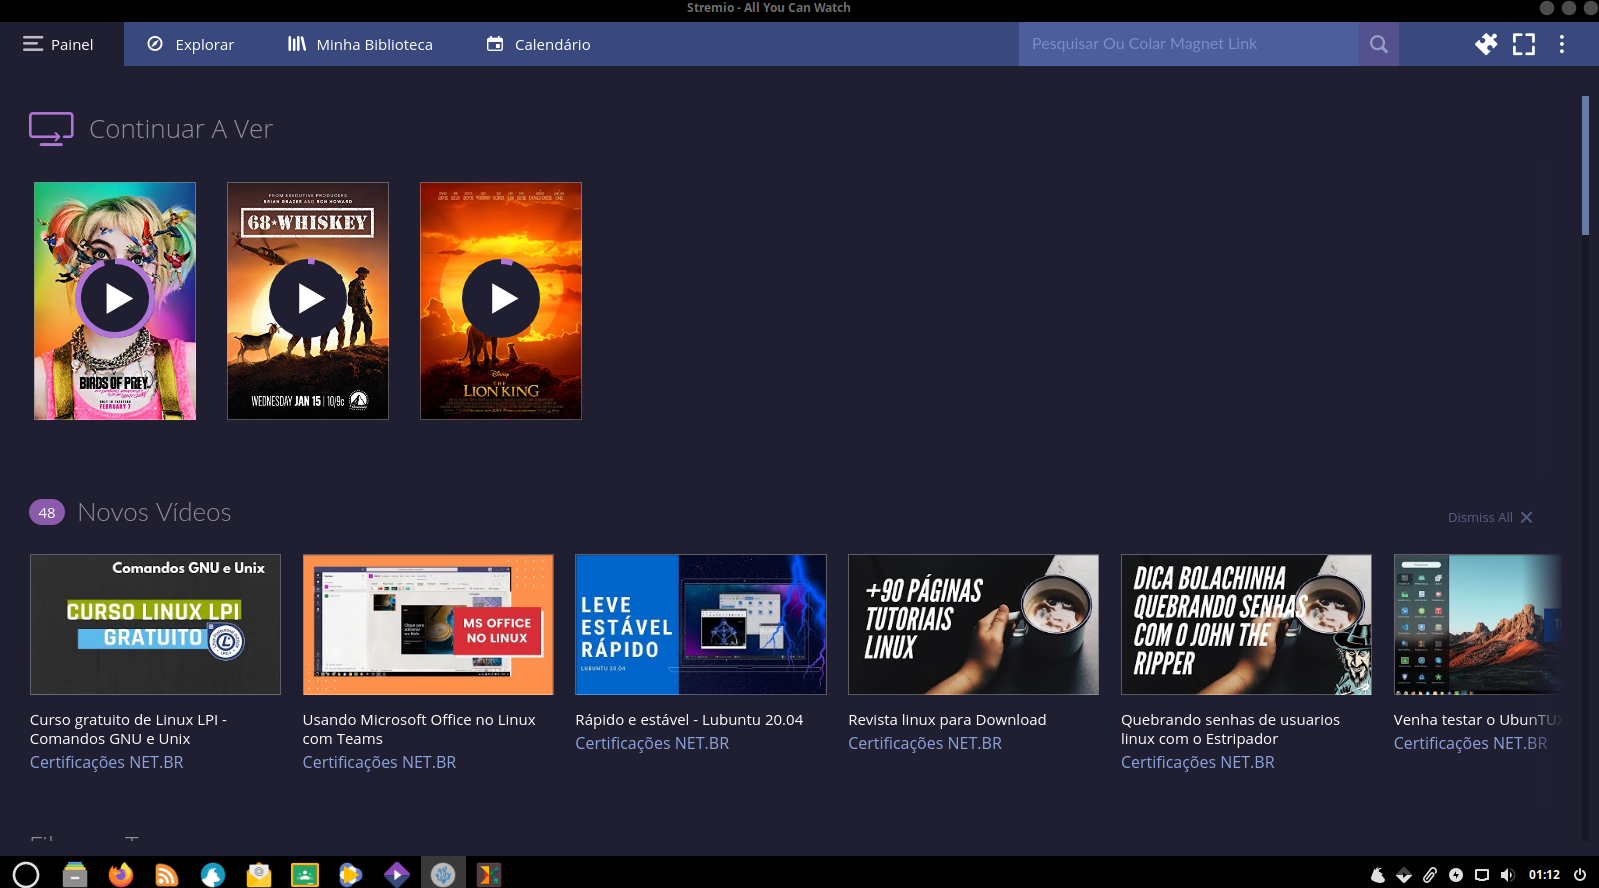 Stremio - All You Can Watch
Painel
Explorar
Minha Biblioteca
Calendário
Pesquisar Ou Colar Magnet Link
Continuar A Ver
BIRDS OF PREY
FEBRUARY 7
FROM EXECUTIVE PRODUCERS
BRIAN GRAZER AND RON HOWARD
68★WHISKEY
WEDNESDAY JAN 15 | 10/9c
Disney
THE
LION KING
48
Novos Vídeos
Dismiss All
Comandos GNU e Unix
CURSO LINUX LPI
GRATUITO
MS OFFICE
NO LINUX
LEVE
ESTÁVEL
RÁPIDO
LUBUNTU 20.04
+90 PÁGINAS
TUTORIAIS
LINUX
DICA BOLACHINHA
QUEBRANDO SENHAS
COM O JOHN THE
RIPPER
Curso gratuito de Linux LPI -
Comandos GNU e Unix
Certificações NET.BR
Usando Microsoft Office no Linux
com Teams
Certificações NET.BR
Rápido e estável - Lubuntu 20.04
Certificações NET.BR
Revista linux para Download
Certificações NET.BR
Quebrando senhas de usuarios
linux com o Estripador
Certificações NET.BR
Venha testar o UbunTUX
Certificações NET.BR
01:12